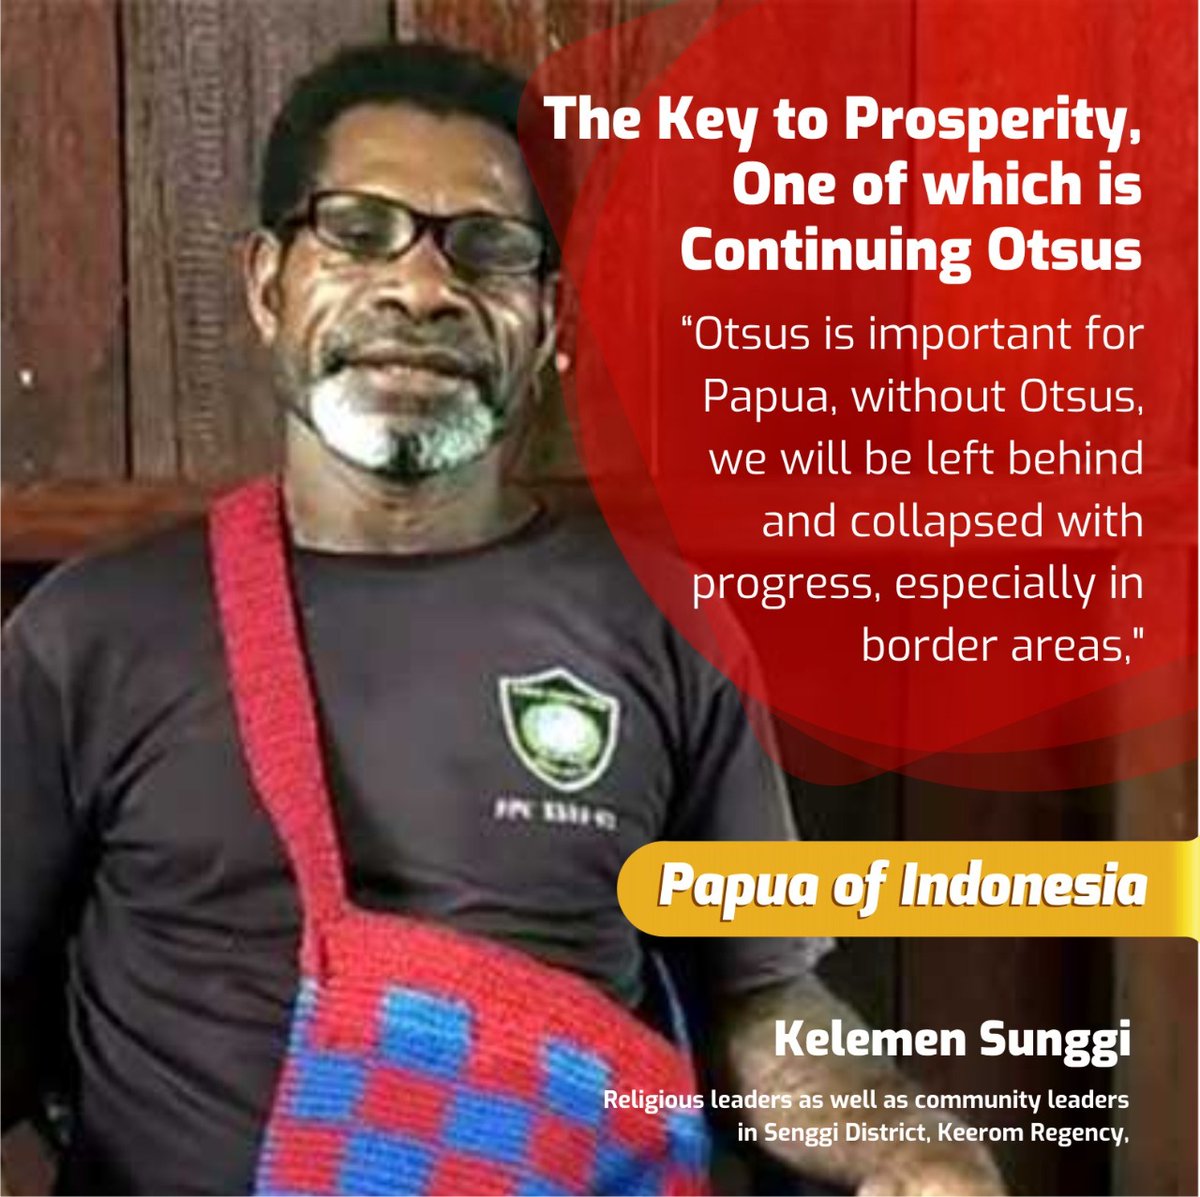 The Key to Prosperity,
One of which is
Continuing Otsus
“Otsus is important for
Papua, without Otsus,
we will be left behind
and collapsed with
progress, especially in
border areas,"
Papua of Indonesia
Kelemen Sunggi
Religious leaders as well as community leaders
in Senggi District, Keerom Regency,